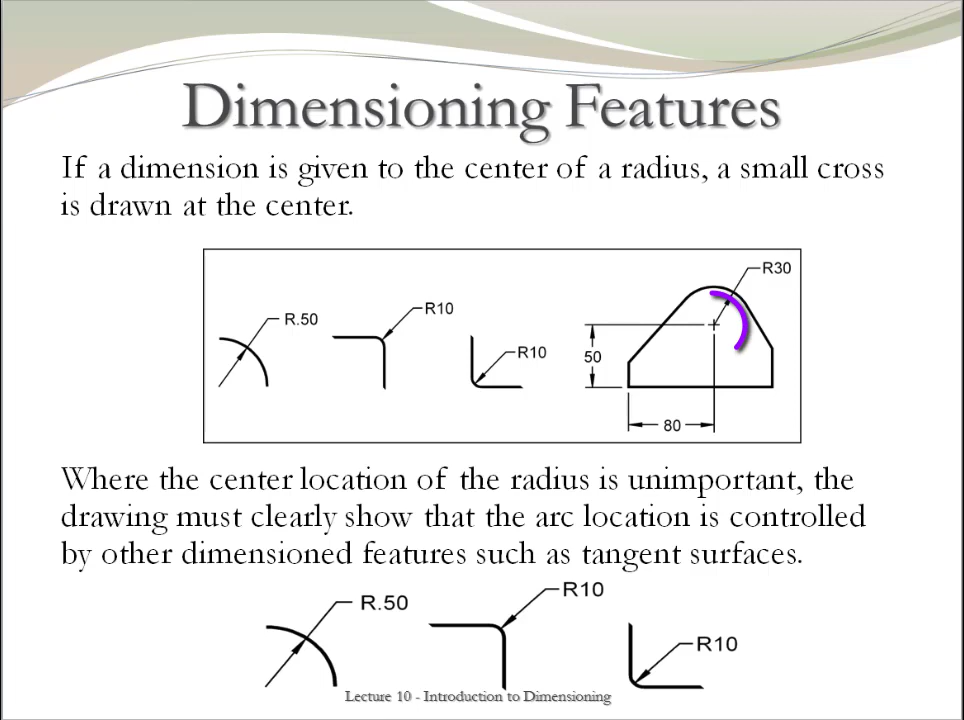 Dimensioning Features
If a dimension is given to the center of a radius, a small cross
is drawn at the center.
R.50
R10
R10
R30
50
80
Where the center location of the radius is unimportant, the
drawing must clearly show that the arc location is controlled
by other dimensioned features such as tangent surfaces.
R.50
R10
R10
Lecture 10 - Introduction to Dimensioning